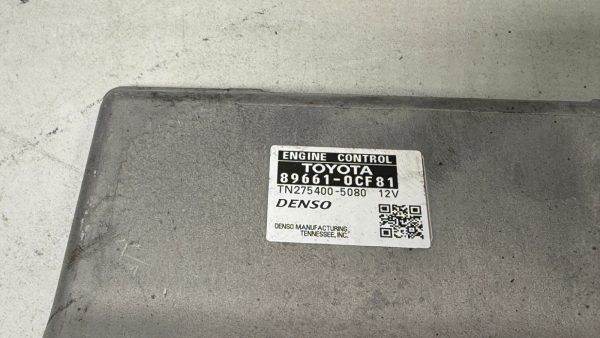 ENGINE CONTROL
TOYOTA
89661-0CF81
TN275400-5080 12V
DENSO
DENSO MANUFACTURING
TENNESSEE, INC.